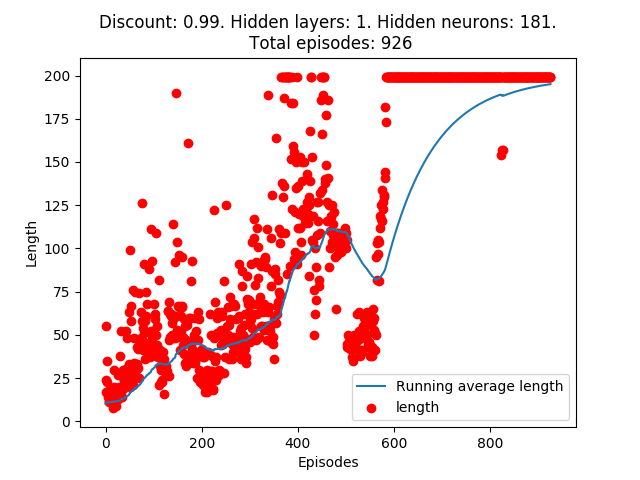 Discount: 0.99. Hidden layers: 1. Hidden neurons: 181.
Total episodes: 926
200
175
150
125
100
75
50
25
0
Length
0 200 400 600 800
Episodes
Running average length
length